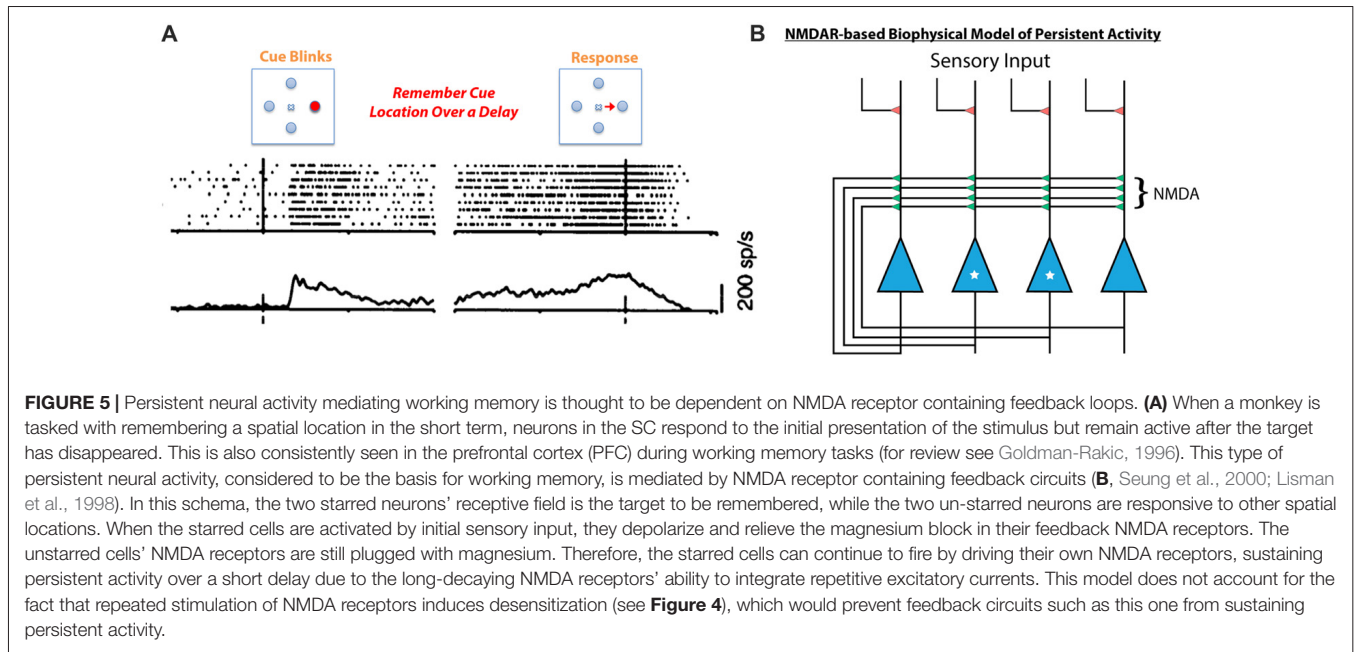 A
Cue Blinks
Remember Cue
Location Over a Delay
Response
200 sp/s
B
NMDAR-based Biophysical Model of Persistent Activity
Sensory Input
NMDA
FIGURE 5 | Persistent neural activity mediating working memory is thought to be dependent on NMDA receptor containing feedback loops. (A) When a monkey is
tasked with remembering a spatial location in the short term, neurons in the SC respond to the initial presentation of the stimulus but remain active after the target
has disappeared. This is also consistently seen in the prefrontal cortex (PFC) during working memory tasks (for review see Goldman-Rakic, 1996). This type of
persistent neural activity, considered to be the basis for working memory, is mediated by NMDA receptor containing feedback circuits (B, Seung et al., 2000; Lisman
et al., 1998). In this schema, the two starred neurons' receptive field is the target to be remembered, while the two un-starred neurons are responsive to other spatial
locations. When the starred cells are activated by initial sensory input, they depolarize and relieve the magnesium block in their feedback NMDA receptors. The
unstarred cells' NMDA receptors are still plugged with magnesium. Therefore, the starred cells can continue to fire by driving their own NMDA receptors, sustaining
persistent activity over a short delay due to the long-decaying NMDA receptors' ability to integrate repetitive excitatory currents. This model does not account for the
fact that repeated stimulation of NMDA receptors induces desensitization (see Figure 4), which would prevent feedback circuits such as this one from sustaining
persistent activity.